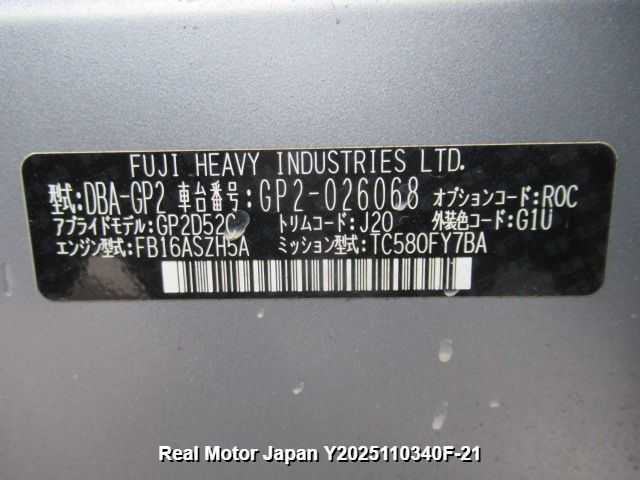 FUJI HEAVY INDUSTRIES LTD.
型式:DBA-GP2 車台番号:GP2-026068 オプションコード:ROC
アプライドモデル:GP2D52C トリムコード:J20 外装色コード:G1U
エンジン型式:FB16ASZH5A ミッション型式:TC580FY7BA
Real Motor Japan Y2025110340F-21